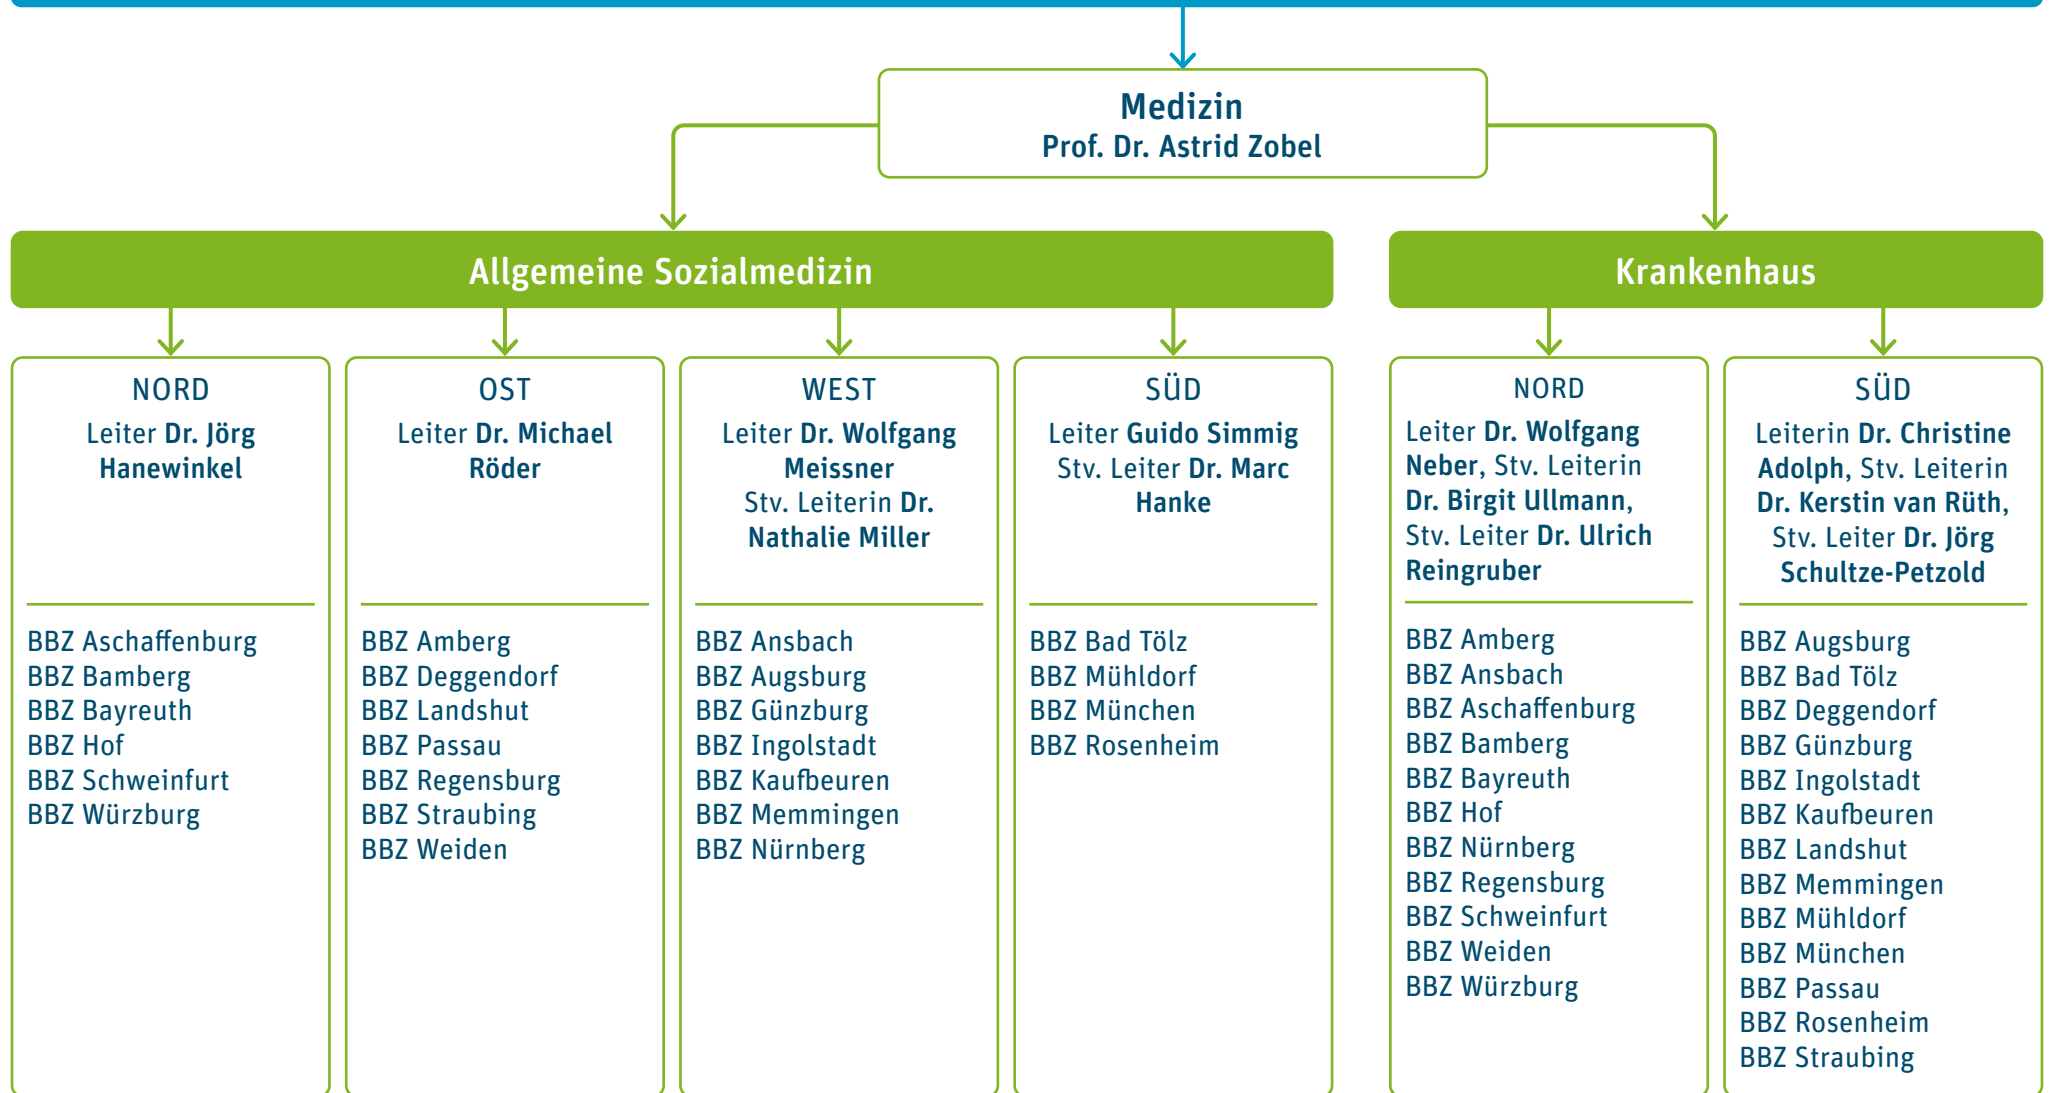 Medizin
Prof. Dr. Astrid Zobel
Allgemeine Sozialmedizin
NORD
Leiter Dr. Jörg
Hanewinkel
BBZ Aschaffenburg
BBZ Bamberg
BBZ Bayreuth
BBZ Hof
BBZ Schweinfurt
BBZ Würzburg
OST
Leiter Dr. Michael
Röder
BBZ Amberg
BBZ Deggendorf
BBZ Landshut
BBZ Passau
BBZ Regensburg
BBZ Straubing
BBZ Weiden
WEST
Leiter Dr. Wolfgang
Meissner
Stv. Leiterin Dr.
Nathalie Miller
BBZ Ansbach
BBZ Augsburg
BBZ Günzburg
BBZ Ingolstadt
BBZ Kaufbeuren
BBZ Memmingen
BBZ Nürnberg
SÜD
Leiter Guido Simmig
Stv. Leiter Dr. Marc
Hanke
BBZ Bad Tölz
BBZ Mühldorf
BBZ München
BBZ Rosenheim
Krankenhaus
NORD
Leiter Dr. Wolfgang
Neber, Stv. Leiterin
Dr. Birgit Ullmann,
Stv. Leiter Dr. Ulrich
Reingruber
BBZ Amberg
BBZ Ansbach
BBZ Aschaffenburg
BBZ Bamberg
BBZ Bayreuth
BBZ Hof
BBZ Nürnberg
BBZ Regensburg
BBZ Schweinfurt
BBZ Weiden
BBZ Würzburg
SÜD
Leiterin Dr. Christine
Adolph, Stv. Leiterin
Dr. Kerstin van Rüth,
Stv. Leiter Dr. Jörg
Schultze-Petzold
BBZ Augsburg
BBZ Bad Tölz
BBZ Deggendorf
BBZ Günzburg
BBZ Ingolstadt
BBZ Kaufbeuren
BBZ Landshut
BBZ Memmingen
BBZ Mühldorf
BBZ München
BBZ Passau
BBZ Rosenheim
BBZ Straubing